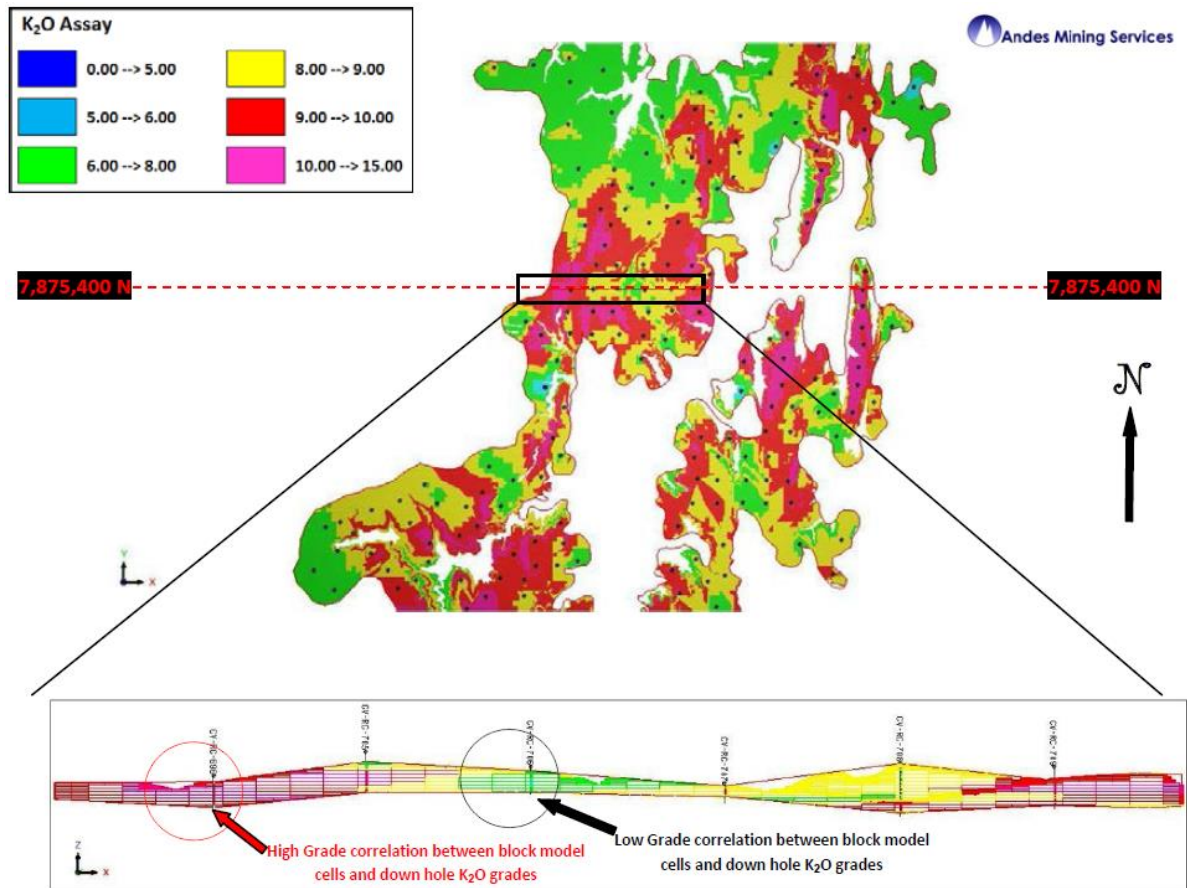 K₂O Assay
0.00 --> 5.00
8.00 --> 9.00
5.00 --> 6.00
9.00 --> 10.00
6.00 --> 8.00
10.00 --> 15.00
Andes Mining Services
7,875,400 N
7,875,400 N
N
Y
X
High Grade correlation between block model
cells and down hole K₂O grades
Low Grade correlation between block model
cells and down hole K₂O grades
Z
X